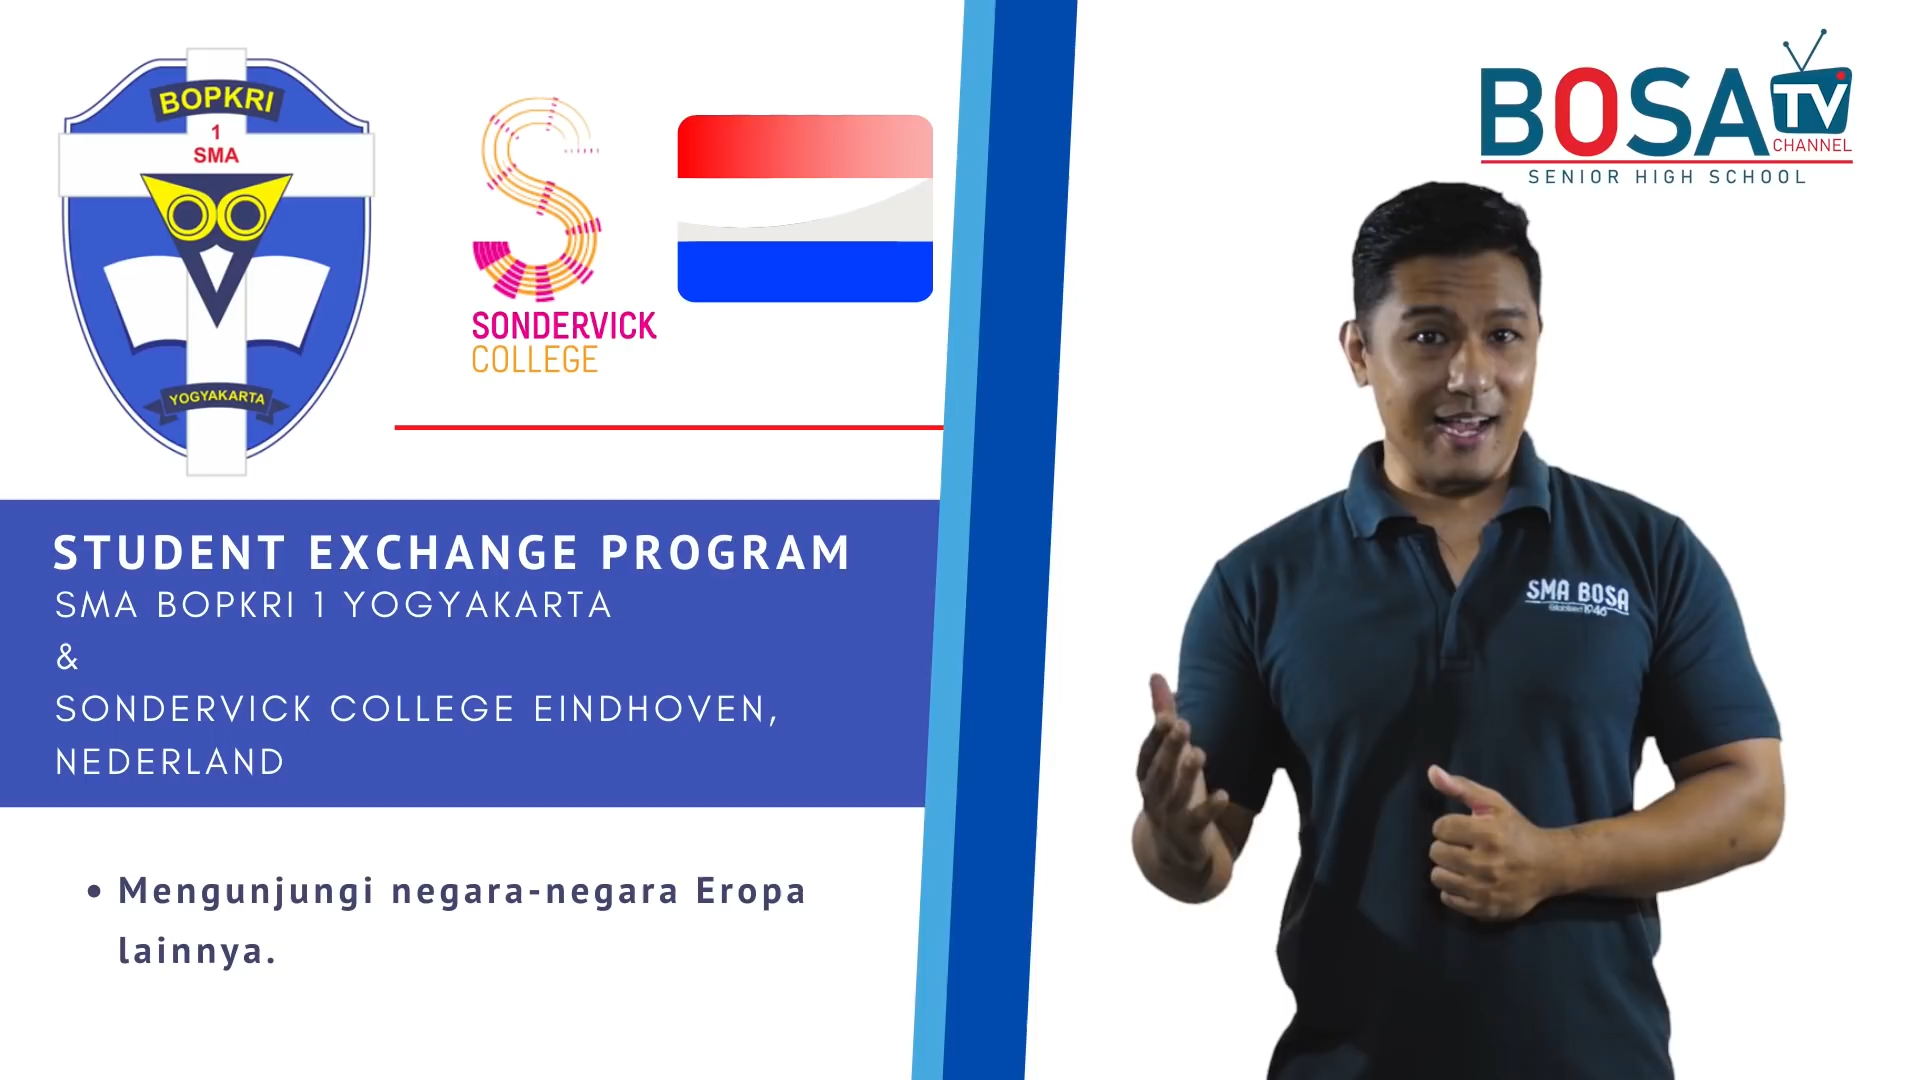 BOPKRI
1
SMA
YOGYAKARTA
SONDERVICK
COLLEGE
BOSA TV
CHANNEL
SENIOR HIGH SCHOOL
STUDENT EXCHANGE PROGRAM
SMA BOPKRI 1 YOGYAKARTA
&
SONDERVICK COLLEGE EINDHOVEN,
NEDERLAND
• Mengunjungi negara-negara Eropa
lainnya.
SMA BOSA
1946